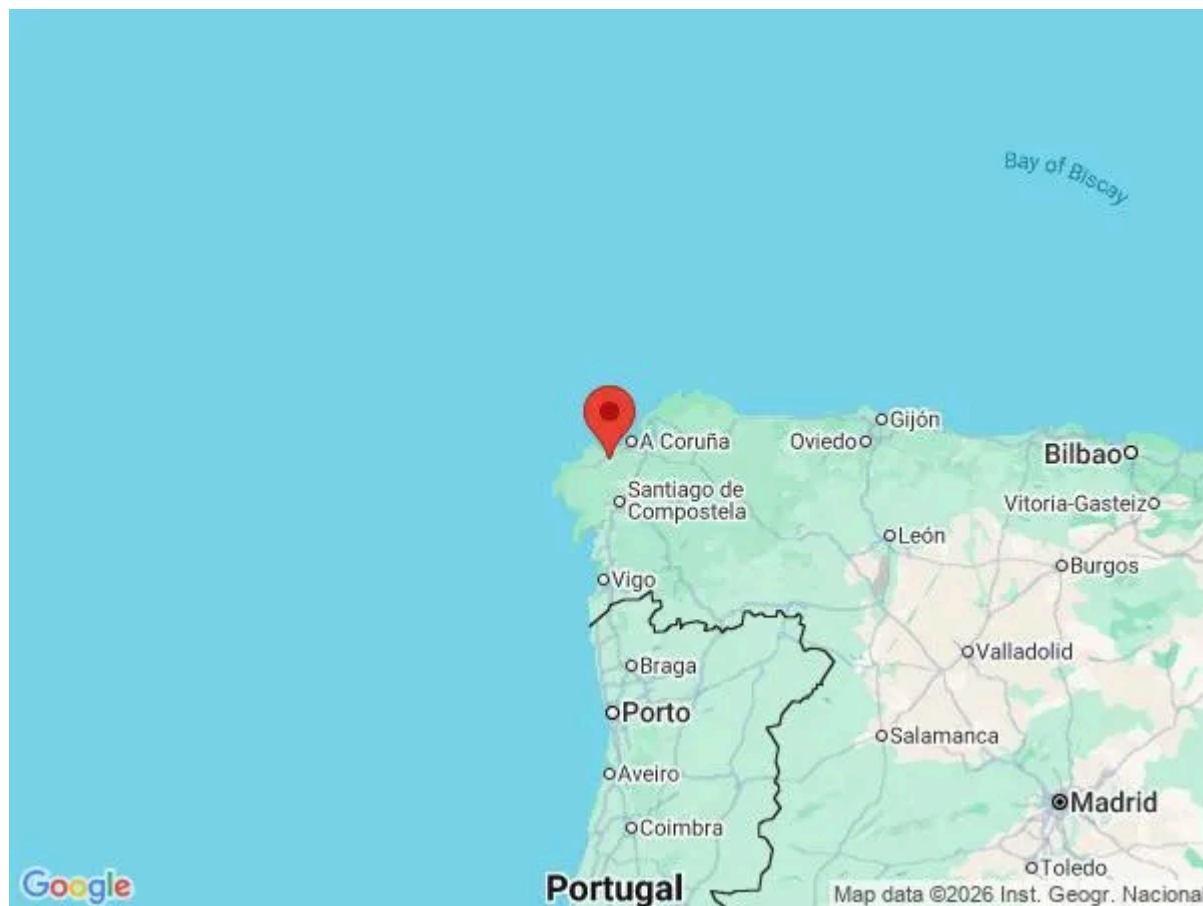 Bay of Biscay
Gijón
A Coruña
Oviedo
Bilbao
Santiago de
Compostela
Vitoria-Gasteiz
León
Burgos
Vigo
Valladolid
Braga
Porto
Salamanca
Aveiro
Madrid
Coimbra
Toledo
Google
Portugal
Map data ©2026 Inst. Geogr. Nacional